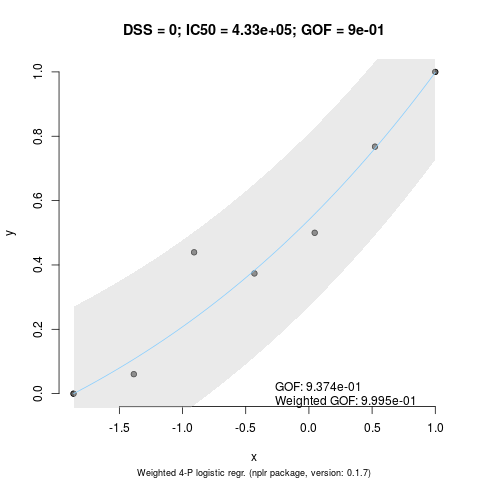 DSS = 0; IC50 = 4.33e+05; GOF = 9e-01
1.0
0.8
0.6
0.4
0.2
0.0
y
GOF: 9.374e-01
Weighted GOF: 9.995e-01
-1.5 -1.0 -0.5 0.0 0.5 1.0
x
Weighted 4-P logistic regr. (nplr package, version: 0.1.7)